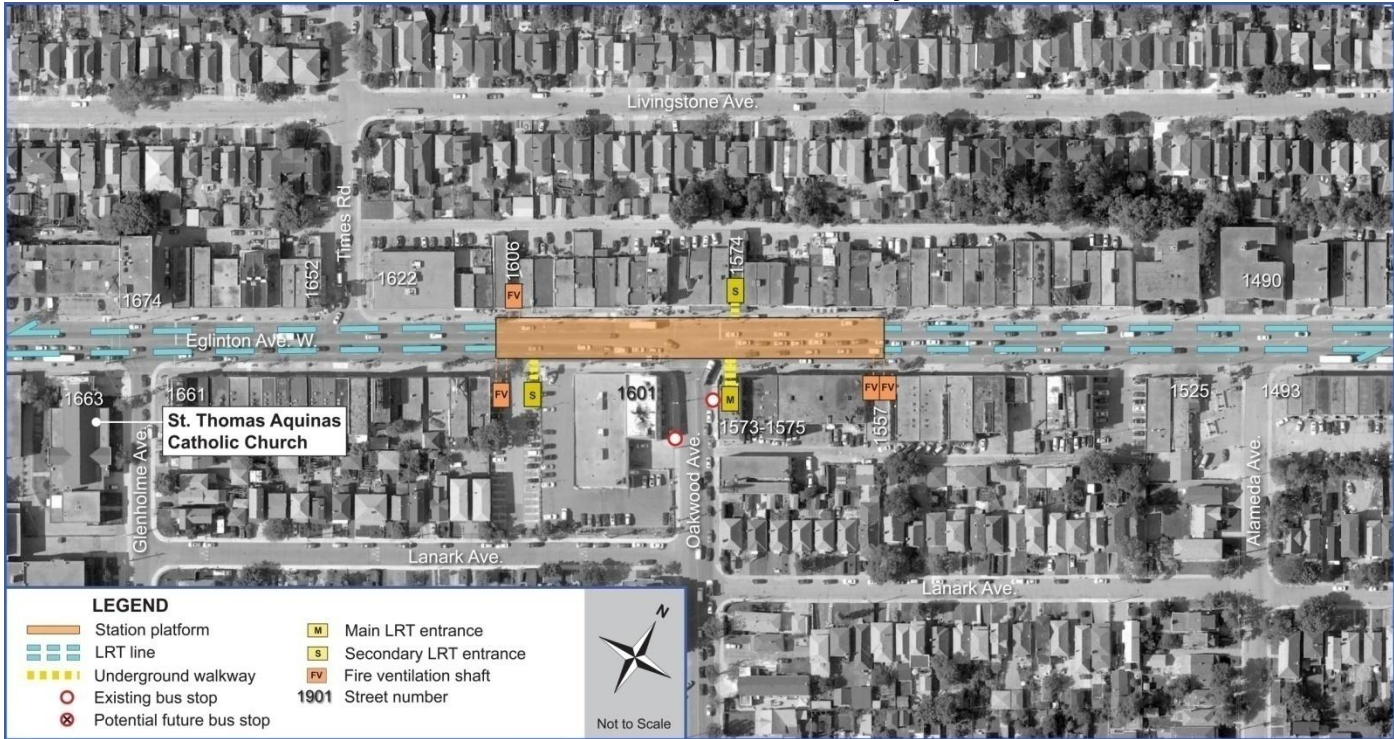 Livingstone Ave.
Times Rd
1606
1574
1652
1622
1674
1490
FV
S
Eglinton Ave. W.
1663
1661
FV
S
1601
M
1573-1575
FV
FV
1557
1525
1493
St. Thomas Aquinas
Catholic Church
Glenholme Ave.
Oakwood Ave.
Alameda Ave.
Lanark Ave.
Lanark Ave.
LEGEND
Station platform
LRT line
Underground walkway
Existing bus stop
Potential future bus stop
M Main LRT entrance
S Secondary LRT entrance
FV Fire ventilation shaft
1901 Street number
N
Not to Scale